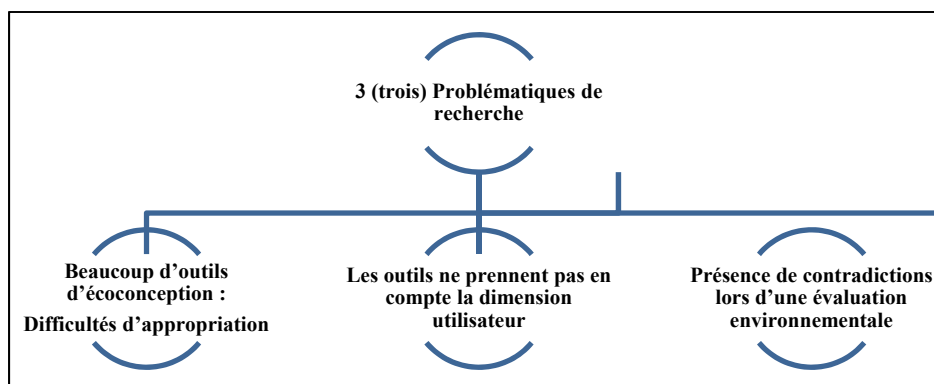 3 (trois) Problématiques de
recherche
Beaucoup d'outils
d'écoconception :
Difficultés d'appropriation
Les outils ne prennent pas en
compte la dimension
utilisateur
Présence de contradictions
lors d'une évaluation
environnementale